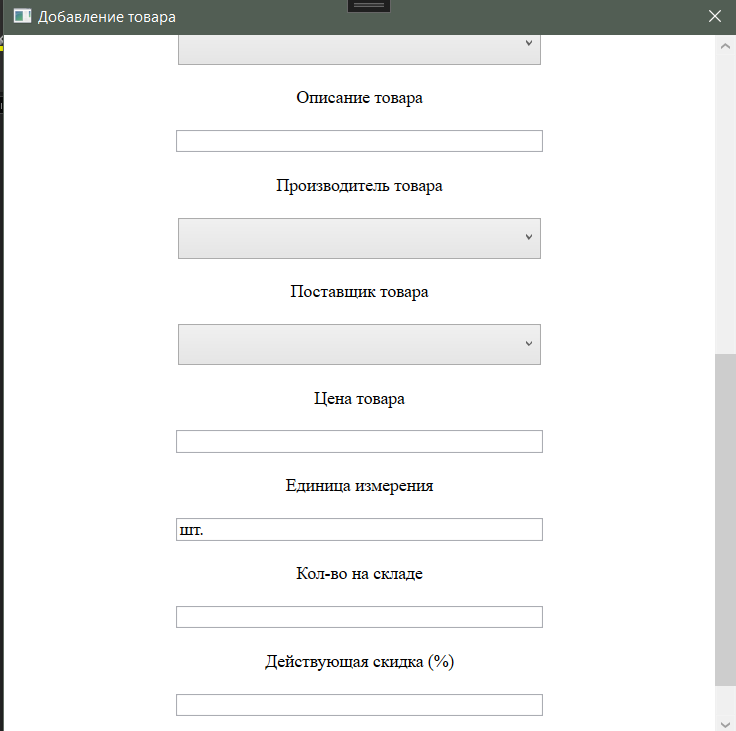 Добавление товара
Описание товара
Производитель товара
Поставщик товара
Цена товара
Единица измерения
шт.
Кол-во на складе
Действующая скидка (%)